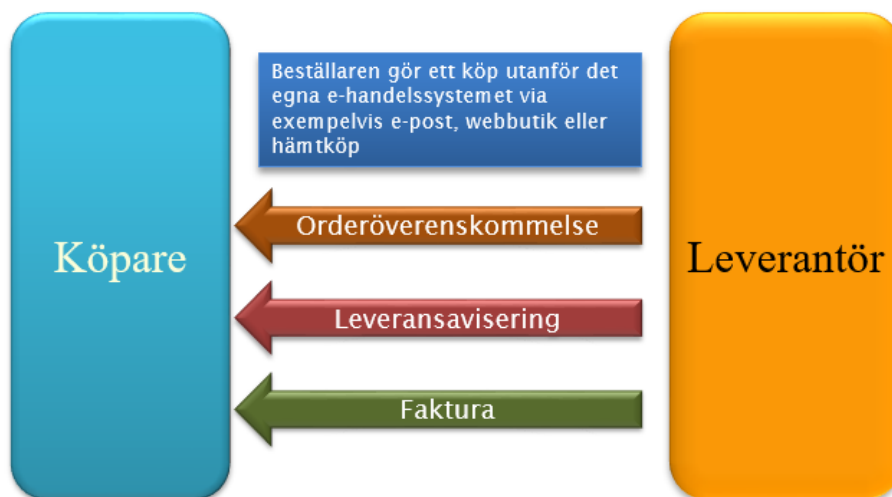 Beställaren gör ett köp utanför det
egna e-handelssystemet via
exempelvis e-post, webbutik eller
hämtköp
Orderöverenskommelse
Köpare
Leverantör
Leveransavisering
Faktura